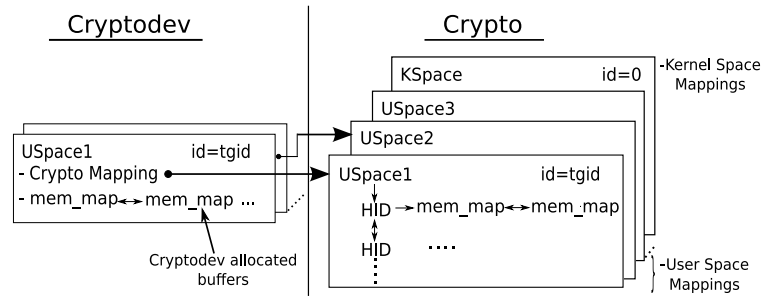 Cryptodev
Crypto
USpace1 id=tgid
- Crypto Mapping
- mem_map mem_map ...
Cryptodev allocated
buffers
KSpace id=0
USpace3
USpace2
USpace1 id=tgid
HID mem_map mem_map
HID ....
-Kernel Space
Mappings
-User Space
Mappings